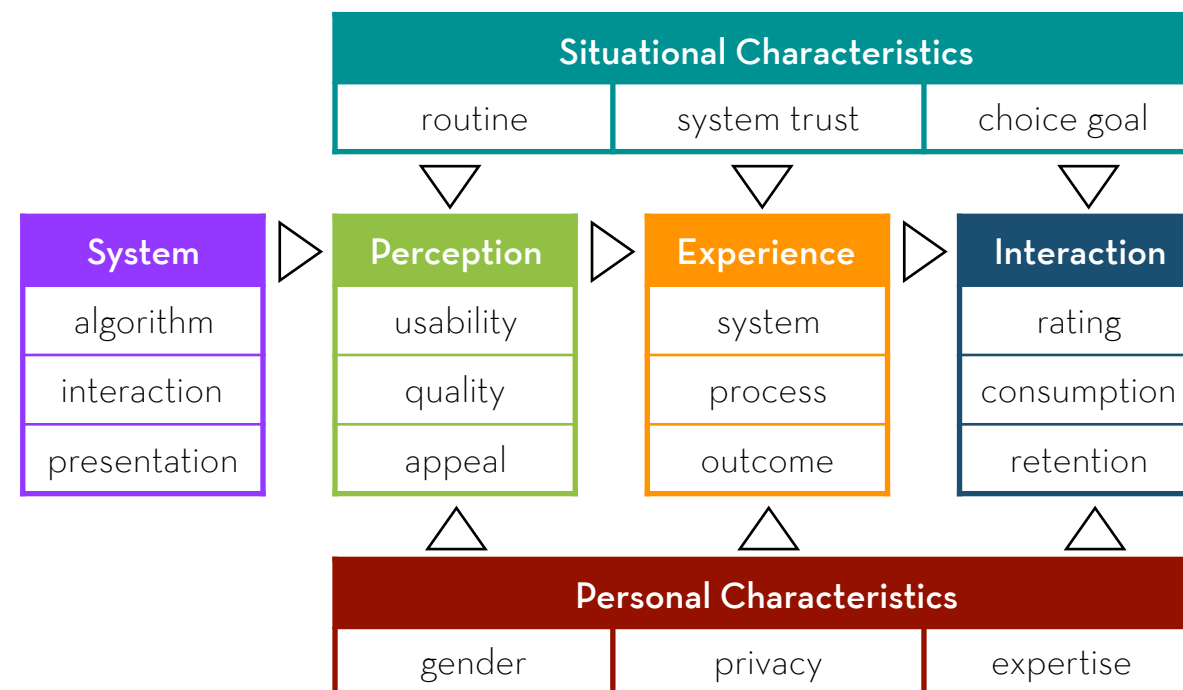 Situational Characteristics
routine system trust choice goal
System Perception Experience Interaction
algorithm usability system rating
interaction quality process consumption
presentation appeal outcome retention
Personal Characteristics
gender privacy expertise